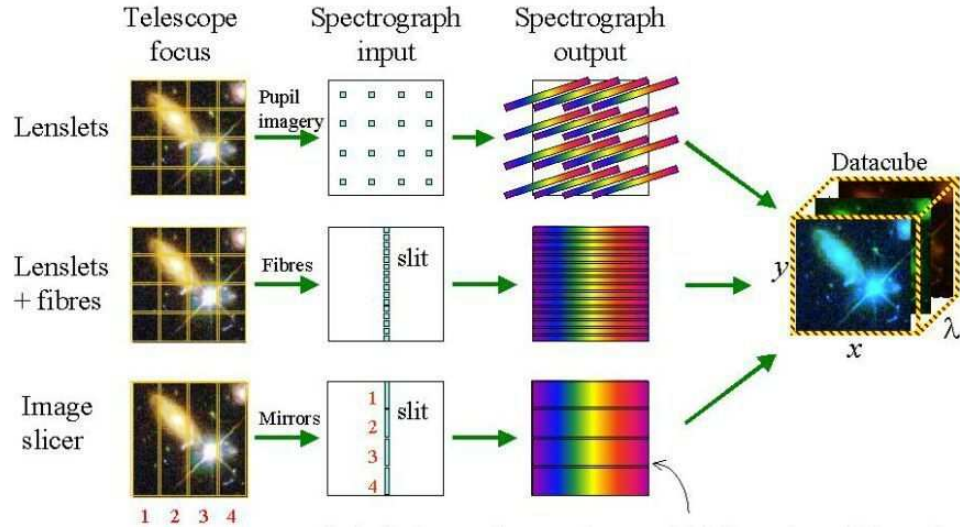 Telescope
focus
Spectrograph
input
Spectrograph
output
Lenslets
Pupil
imagery
Datacube
Lenslets
+ fibres
Fibres
slit
y
x
λ
Image
slicer
Mirrors
1
2
3
4
slit
1 2 3 4